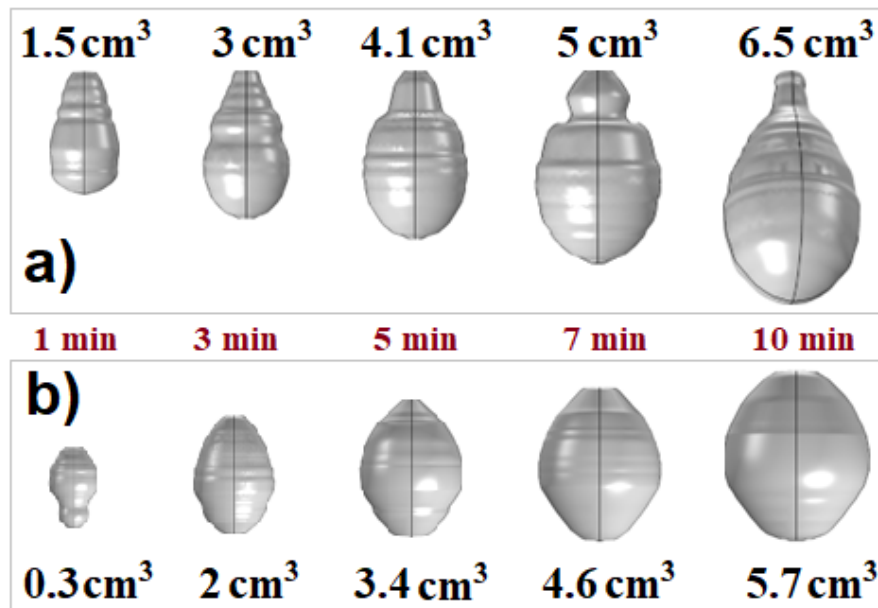 1.5 cm³ 3 cm³ 4.1 cm³ 5 cm³ 6.5 cm³
a)
1 min 3 min 5 min 7 min 10 min
b)
0.3 cm³ 2 cm³ 3.4 cm³ 4.6 cm³ 5.7 cm³